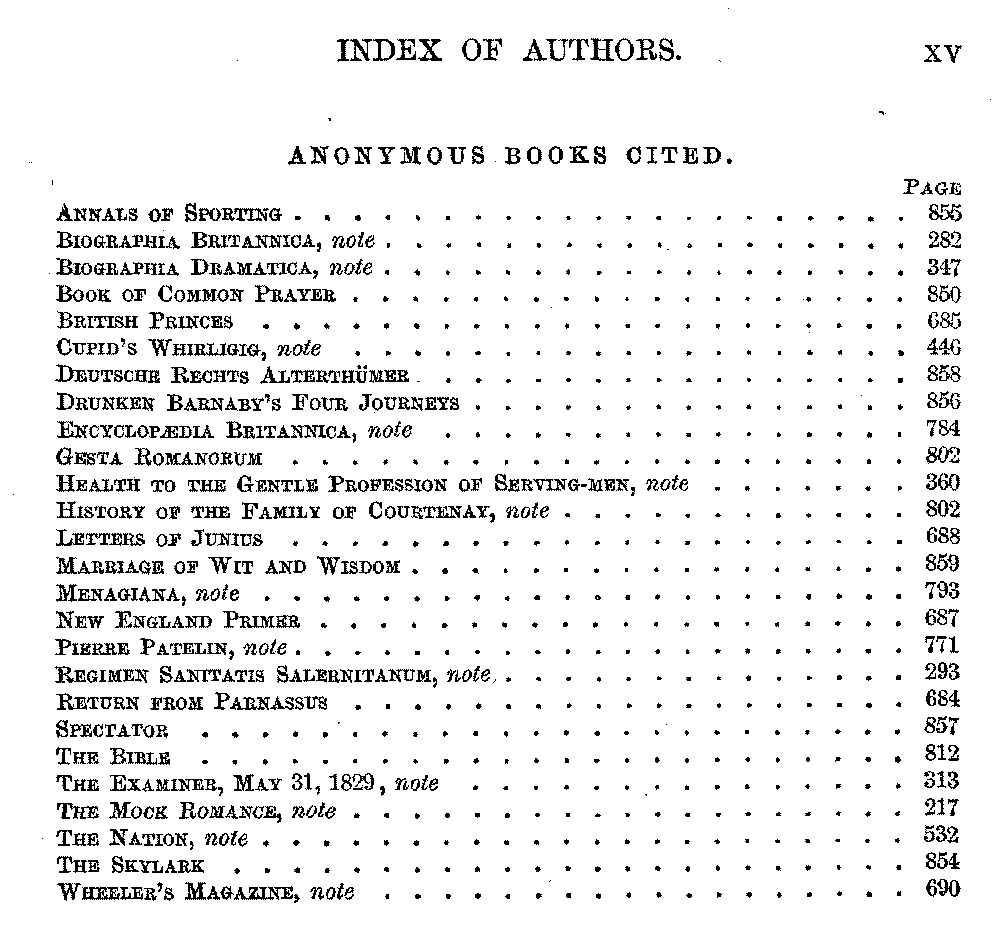 INDEX OF AUTHORS. XV
ANONYMOUS BOOKS CITED.
PAGE
ANNALS OF SPORTING . . . . . . . . . . . . . . . . . . . . . 855
BIOGRAPHIA BRITANNICA, note . . . . . . . . . . . . . . . . . . 282
BIOGRAPHIA DRAMATICA, note . . . . . . . . . . . . . . . . . . 347
BOOK OF COMMON PRAYER . . . . . . . . . . . . . . . . . . . 850
BRITISH PRINCES . . . . . . . . . . . . . . . . . . . . . . 685
CUPID'S WHIRLIGIG, note . . . . . . . . . . . . . . . . . . . 446
DEUTSCHE RECHTS ALTERTHÜMER . . . . . . . . . . . . . . . . . 858
DRUNKEN BARNABY'S FOUR JOURNEYS . . . . . . . . . . . . . . . 856
ENCYCLOPÆDIA BRITANNICA, note . . . . . . . . . . . . . . . . 784
GESTA ROMANORUM . . . . . . . . . . . . . . . . . . . . . 802
HEALTH TO THE GENTLE PROFESSION OF SERVING-MEN, note . . . . . . . 360
HISTORY OF THE FAMILY OF COURTENAY, note . . . . . . . . . . . . 802
LETTERS OF JUNIUS . . . . . . . . . . . . . . . . . . . . . 688
MARRIAGE OF WIT AND WISDOM . . . . . . . . . . . . . . . . . 859
MENAGIANA, note . . . . . . . . . . . . . . . . . . . . . . 793
NEW ENGLAND PRIMER . . . . . . . . . . . . . . . . . . . . 687
PIERRE PATELIN, note . . . . . . . . . . . . . . . . . . . . . 771
REGIMEN SANITATIS SALERNITANUM, note . . . . . . . . . . . . . . 293
RETURN FROM PARNASSUS . . . . . . . . . . . . . . . . . . . 684
SPECTATOR . . . . . . . . . . . . . . . . . . . . . . . . 857
THE BIBLE . . . . . . . . . . . . . . . . . . . . . . . . 812
THE EXAMINER, MAY 31, 1829, note . . . . . . . . . . . . . . . 313
THE MOCK ROMANCE, note . . . . . . . . . . . . . . . . . . . 217
THE NATION, note . . . . . . . . . . . . . . . . . . . . . . 532
THE SKYLARK . . . . . . . . . . . . . . . . . . . . . . . 854
WHEELER'S MAGAZINE, note . . . . . . . . . . . . . . . . . . 690